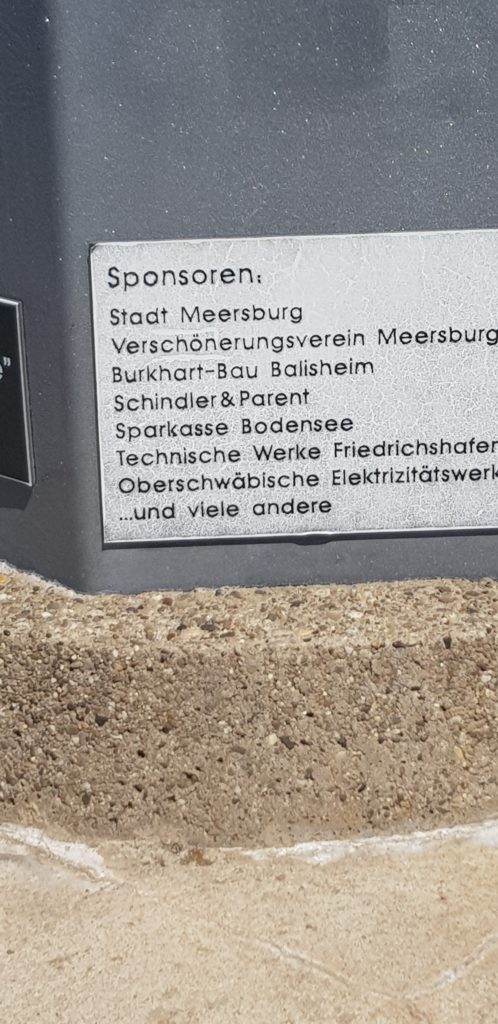 Sponsoren:
Stadt Meersburg
Verschönerungsverein Meersburg
Burkhart-Bau Balisheim
Schindler & Parent
Sparkasse Bodensee
Technische Werke Friedrichshafen
Oberschwäbische Elektrizitätswerk
...und viele andere